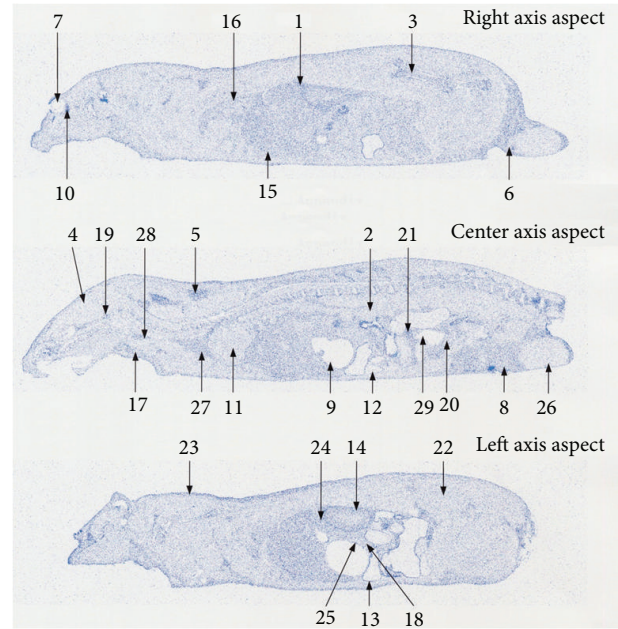 7 16 1 3 Right axis aspect
10 15 6
4 19 28 5 2 21 Center axis aspect
17 27 11 9 12 29 20 8 26
23 24 14 22 Left axis aspect
25 13 18